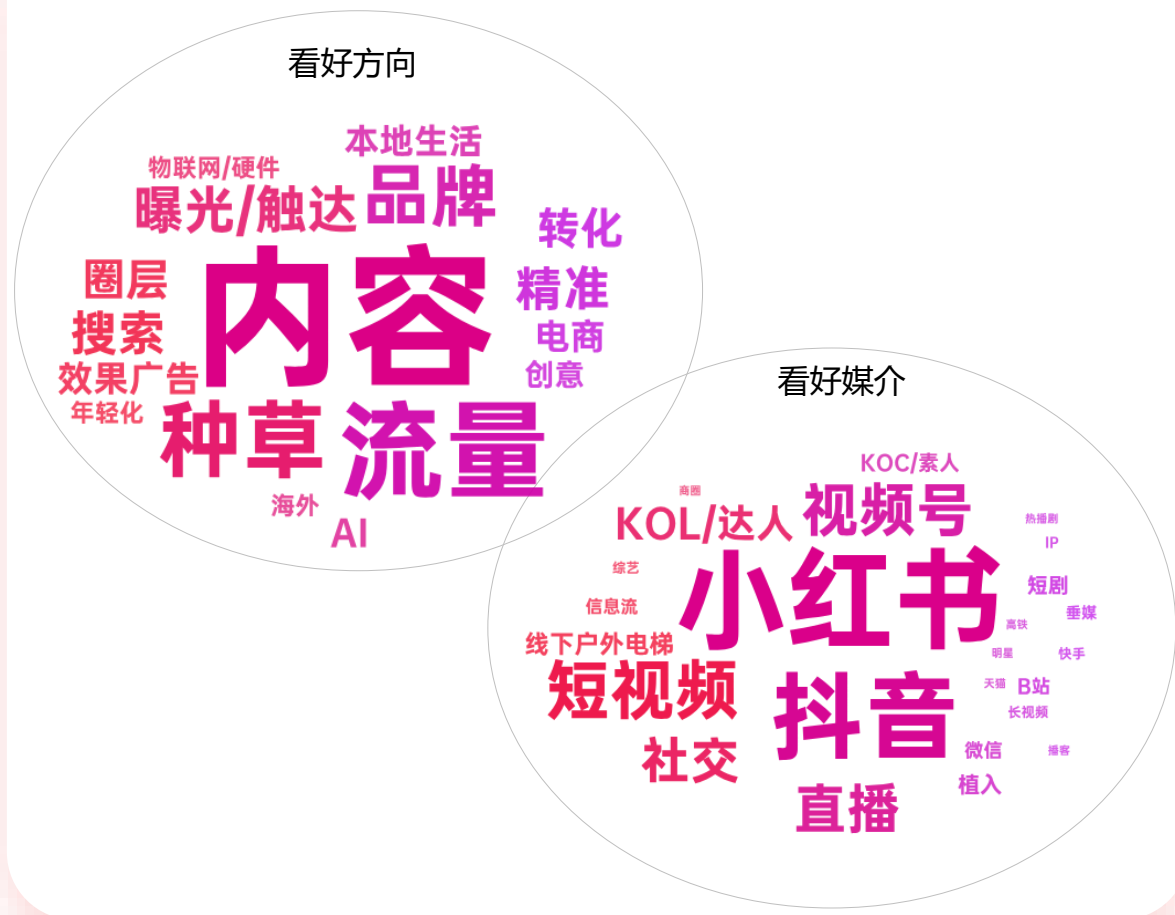 看好方向
本地生活
物联网/硬件
品牌
曝光/触达
转化
内容
圈层
精准
搜索
电商
效果广告
创意
年轻化
种草
流量
海外
AI
看好媒介
KOC/素人
商圈
视频号
KOL/达人
热播剧
IP
小红书
综艺
短剧
信息流
垂媒
高铁
线下户外电梯
明星
快手
短视频
抖音
天猫
B站
长视频
社交
微信
播客
植入
直播